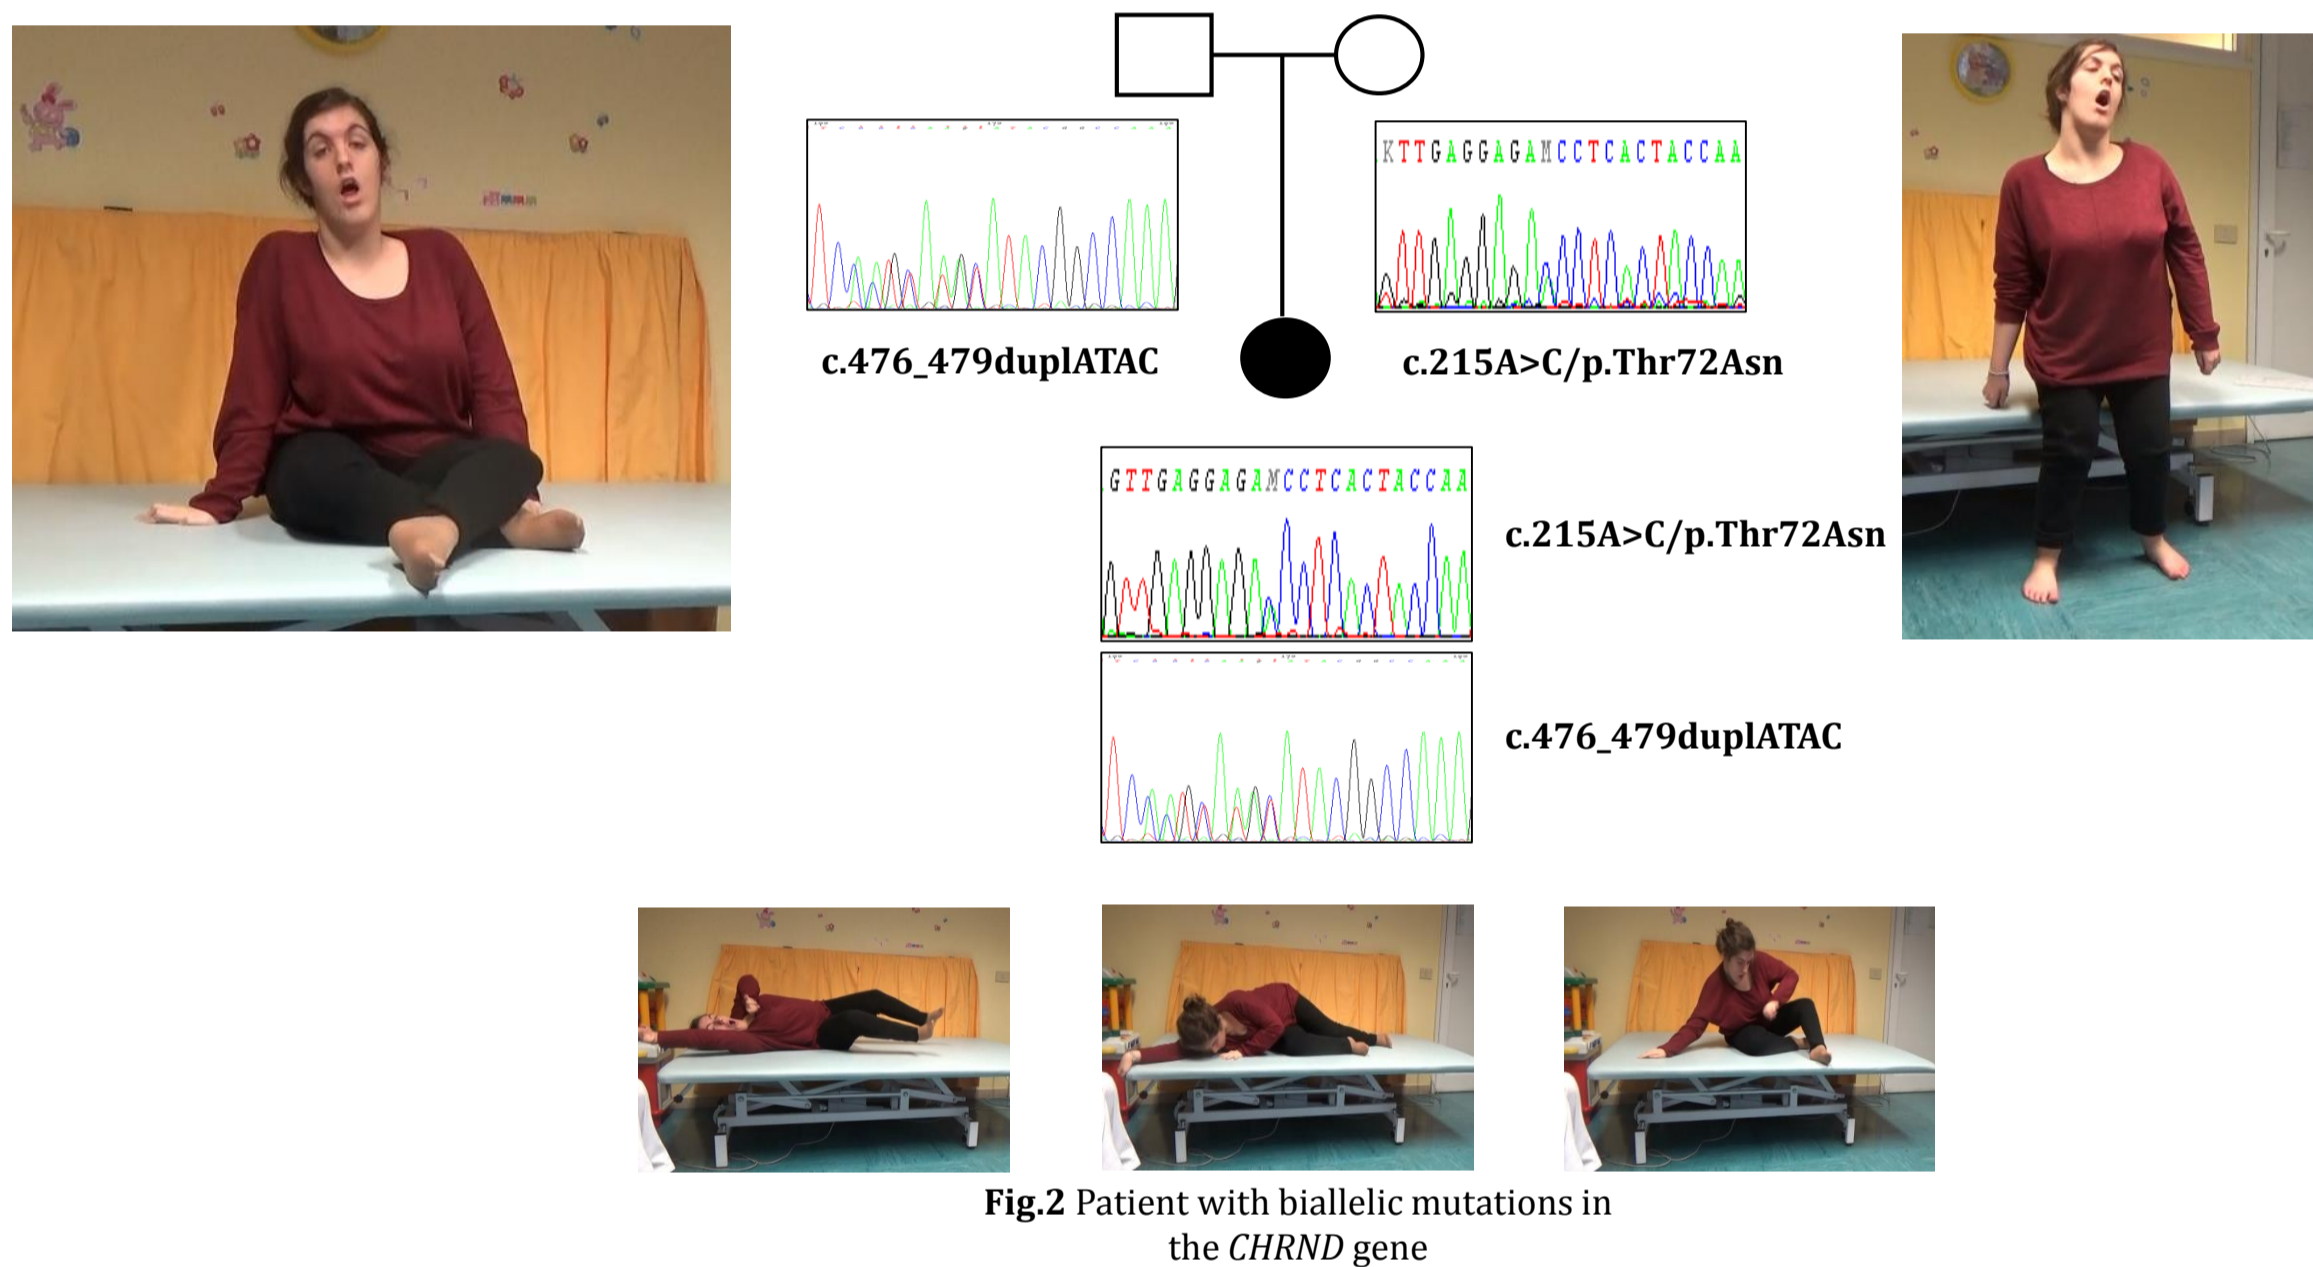 KTTGAGGAGAMCCTCACTACCAA
c.476_479duplATAC
c.215A>C/p.Thr72Asn
GTTGAGGAGAMCCTCACTACCAA
c.215A>C/p.Thr72Asn
c.476_479duplATAC
Fig.2 Patient with biallelic mutations in
the CHRND gene